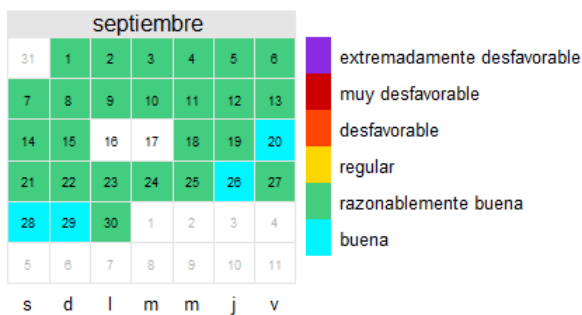 septiembre
31 1 2 3 4 5 6
7 8 9 10 11 12 13
14 15 16 17 18 19 20
21 22 23 24 25 26 27
28 29 30 1 2 3 4
5 6 7 8 9 10 11
s d l m m j v
extremadamente desfavorable
muy desfavorable
desfavorable
regular
razonablemente buena
buena